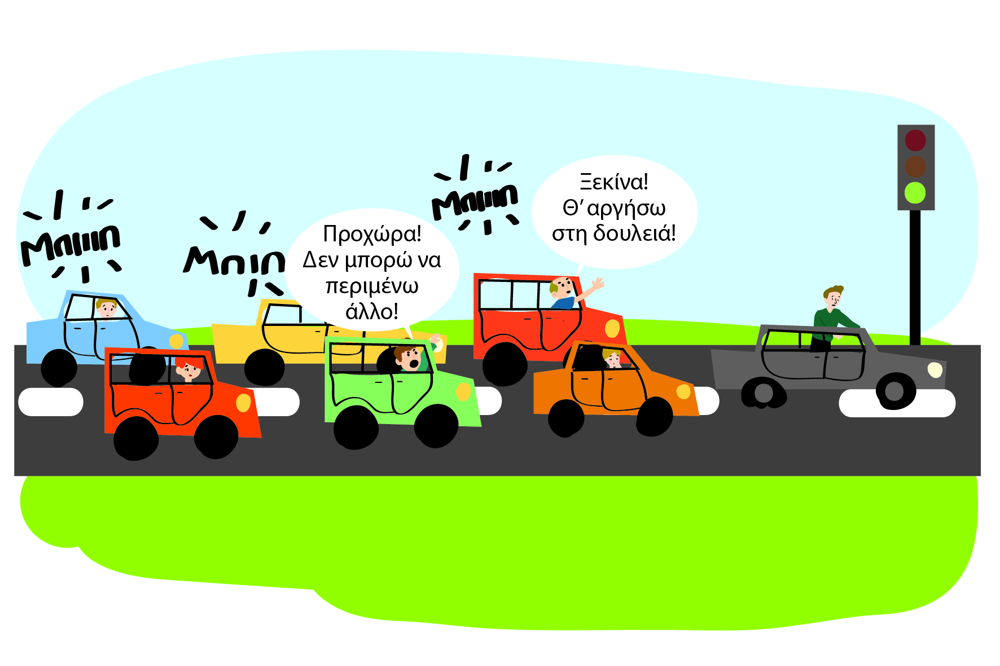 Μπιιιπ
Μπιπ
Προχώρα!
Δεν μπορώ να
περιμένω
άλλο!
Μπιιιπ
Ξεκίνα!
Θ’ αργήσω
στη δουλειά!